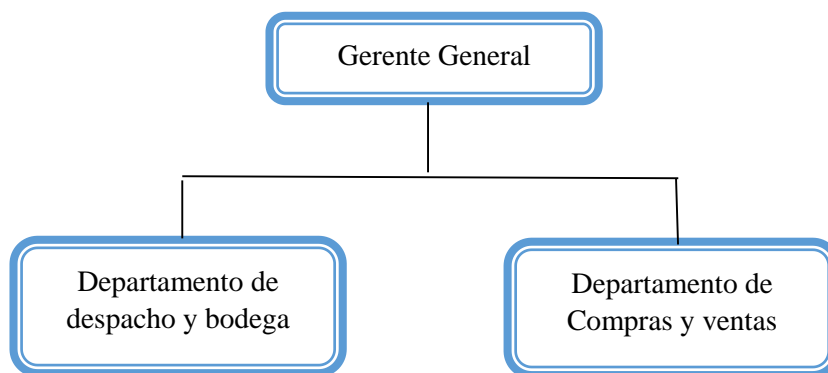 Gerente General
Departamento de
despacho y bodega
Departamento de
Compras y ventas